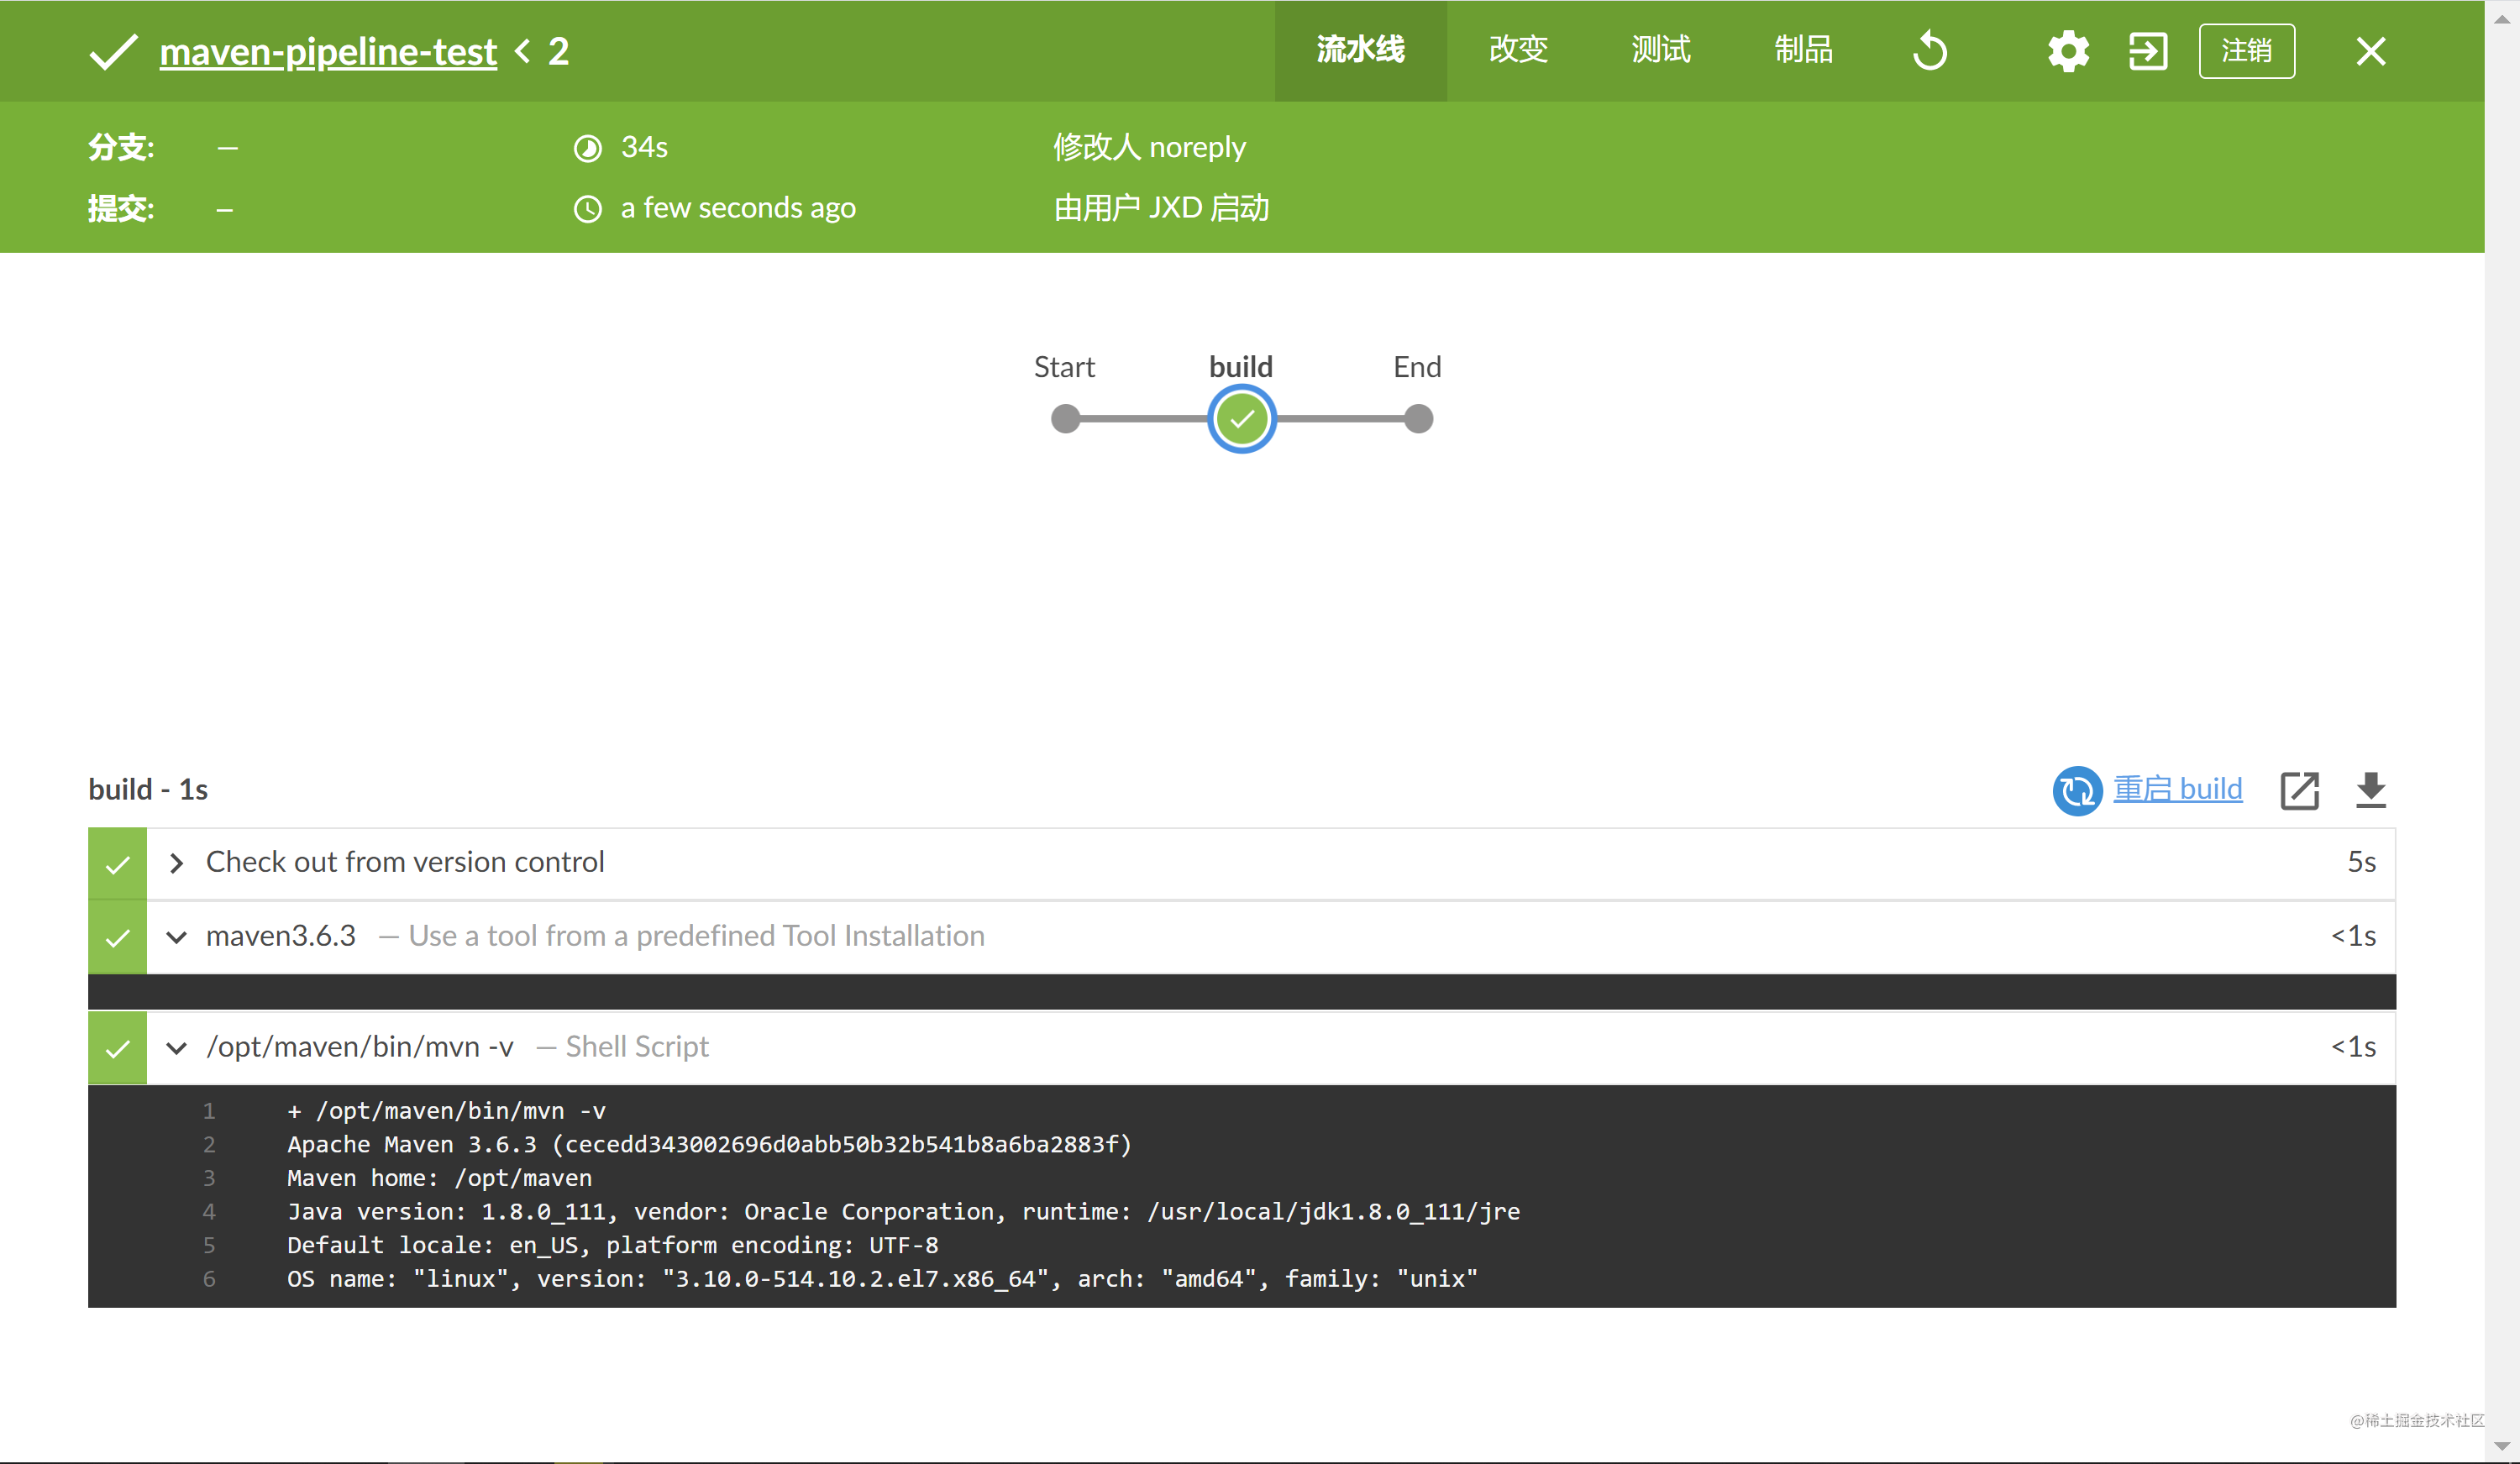 maven-pipeline-test < 2 流水线 改变 测试 制品 注销
分支: — 34s 修改人 noreply
提交: — a few seconds ago 由用户 JXD 启动
Start build End
build - 1s 重启 build
Check out from version control 5s
maven3.6.3 — Use a tool from a predefined Tool Installation <1s
/opt/maven/bin/mvn -v — Shell Script <1s
1 + /opt/maven/bin/mvn -v
2 Apache Maven 3.6.3 (cecedd343002696d0abb50b32b541b8a6ba2883f)
3 Maven home: /opt/maven
4 Java version: 1.8.0_111, vendor: Oracle Corporation, runtime: /usr/local/jdk1.8.0_111/jre
5 Default locale: en_US, platform encoding: UTF-8
6 OS name: "linux", version: "3.10.0-514.10.2.el7.x86_64", arch: "amd64", family: "unix"
@稀土掘金技术社区